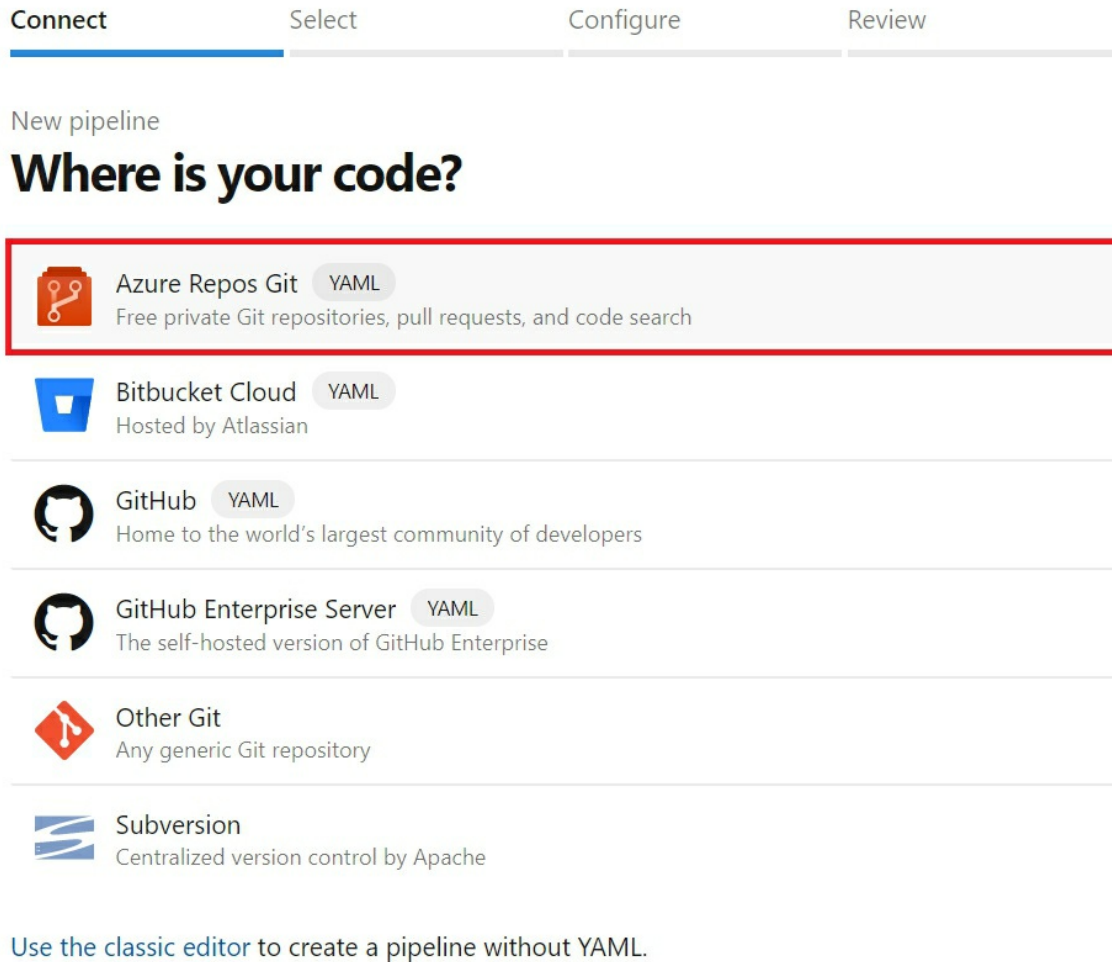 Connect Select Configure Review
New pipeline
Where is your code?
Azure Repos Git YAML
Free private Git repositories, pull requests, and code search
Bitbucket Cloud YAML
Hosted by Atlassian
GitHub YAML
Home to the world’s largest community of developers
GitHub Enterprise Server YAML
The self-hosted version of GitHub Enterprise
Other Git
Any generic Git repository
Subversion
Centralized version control by Apache
Use the classic editor to create a pipeline without YAML.